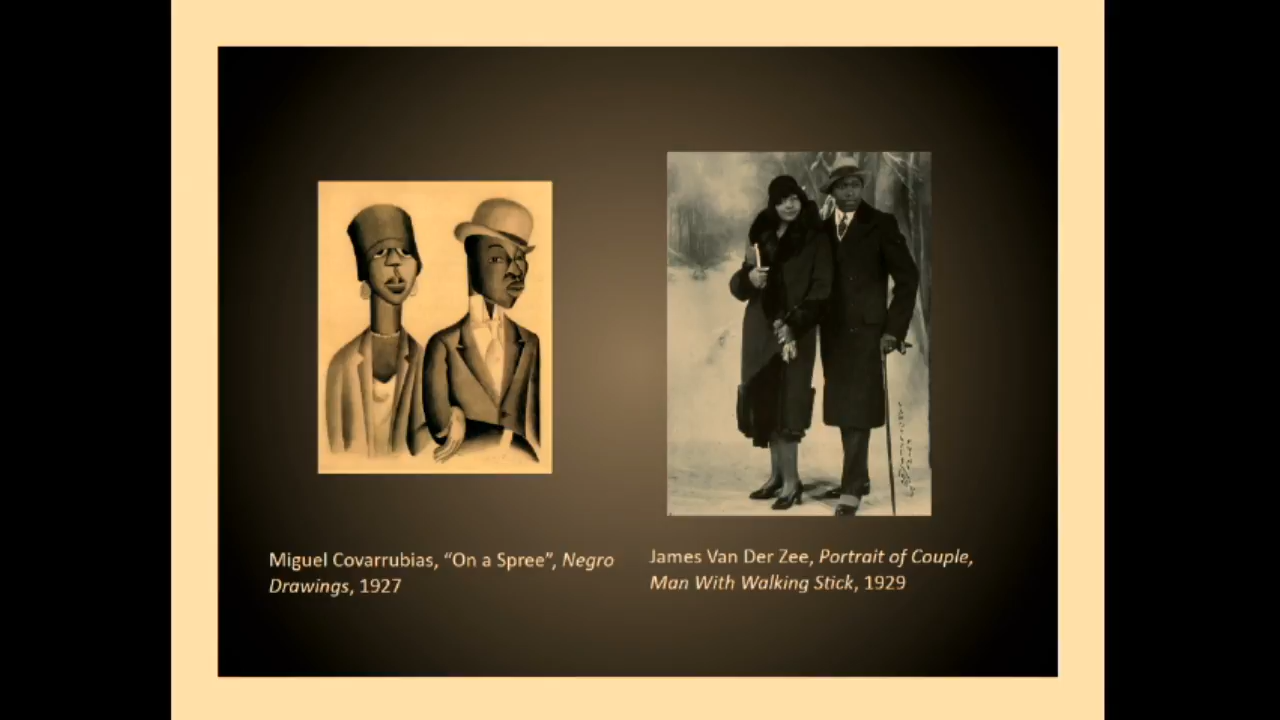 Miguel Covarrubias, “On a Spree”, Negro
Drawings, 1927
James Van Der Zee, Portrait of Couple,
Man With Walking Stick, 1929